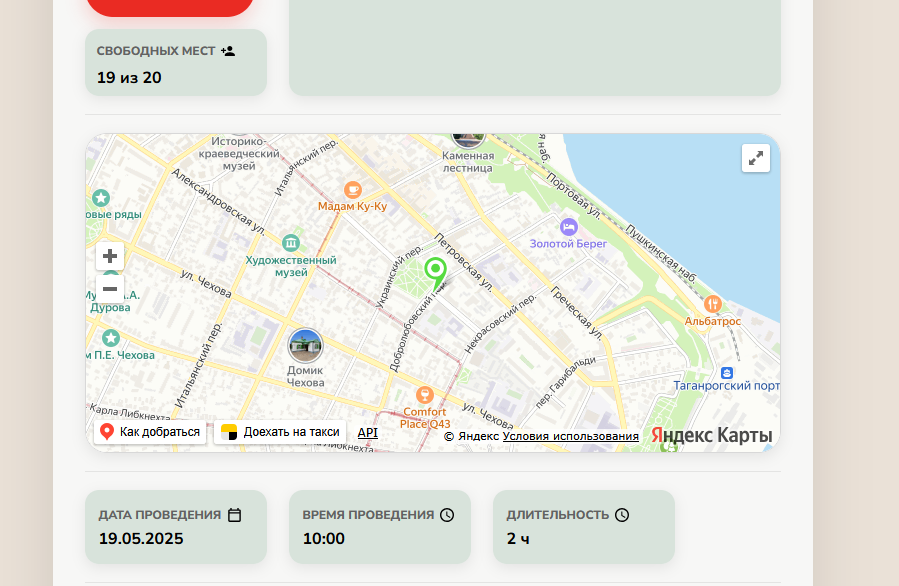 СВОБОДНЫХ МЕСТ
19 из 20
Историко-
краеведческий
музей
Итальянский пер.
Каменная
лестница
я наб.
Александровская ул.
Мадам Ку-Ку
Портовая ул.
овые ряды
Золотой Берег
Пушкинская наб.
Художественный
музей
Петровская ул.
Украинский пер.
ул. Чехова
А.
Дурова
Греческая ул.
Альбатрос
Добролюбовский
Некрасовский пер.
м П.Е. Чехова
Итальянский пер.
Домик
Чехова
пер. Гарибальди
Таганрогский порт
Comfort
Place Q43
ул. Чехова
Карла Либкнехта
Как добраться
Доехать на такси
API
© Яндекс Условия использования
Яндекс Карты
Либкнехта
ДАТА ПРОВЕДЕНИЯ
19.05.2025
ВРЕМЯ ПРОВЕДЕНИЯ
10:00
ДЛИТЕЛЬНОСТЬ
2 ч